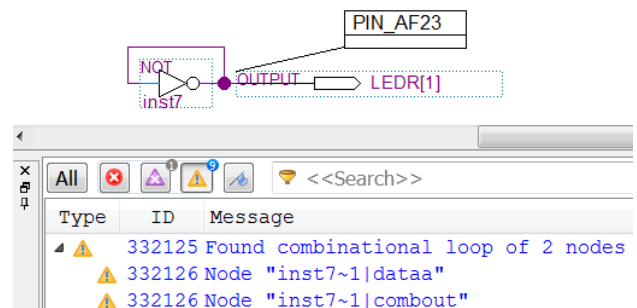 PIN_AF23
NOT
OUTPUT
LEDR[1]
inst7
All
1
9
<<Search>>
Type ID Message
332125 Found combinational loop of 2 nodes
332126 Node "inst7~1|dataa"
332126 Node "inst7~1|combout"